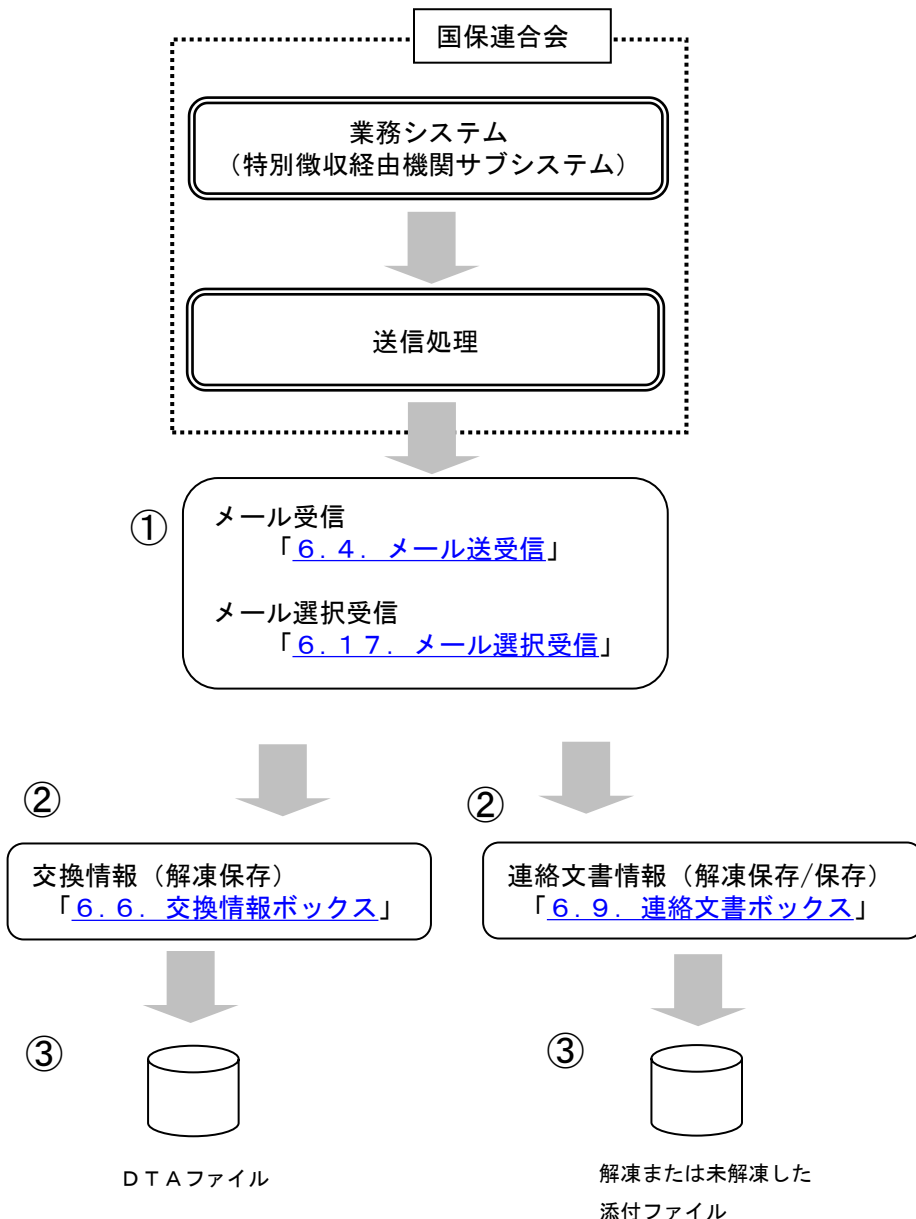 国保連合会
業務システム
（特別徴収経由機関サブシステム）
送信処理
①
メール受信
「６．４．メール送受信」
メール選択受信
「６．１７．メール選択受信」
②
交換情報（解凍保存）
「６．６．交換情報ボックス」
②
連絡文書情報（解凍保存/保存）
「６．９．連絡文書ボックス」
③
ＤＴＡファイル
③
解凍または未解凍した
添付ファイル